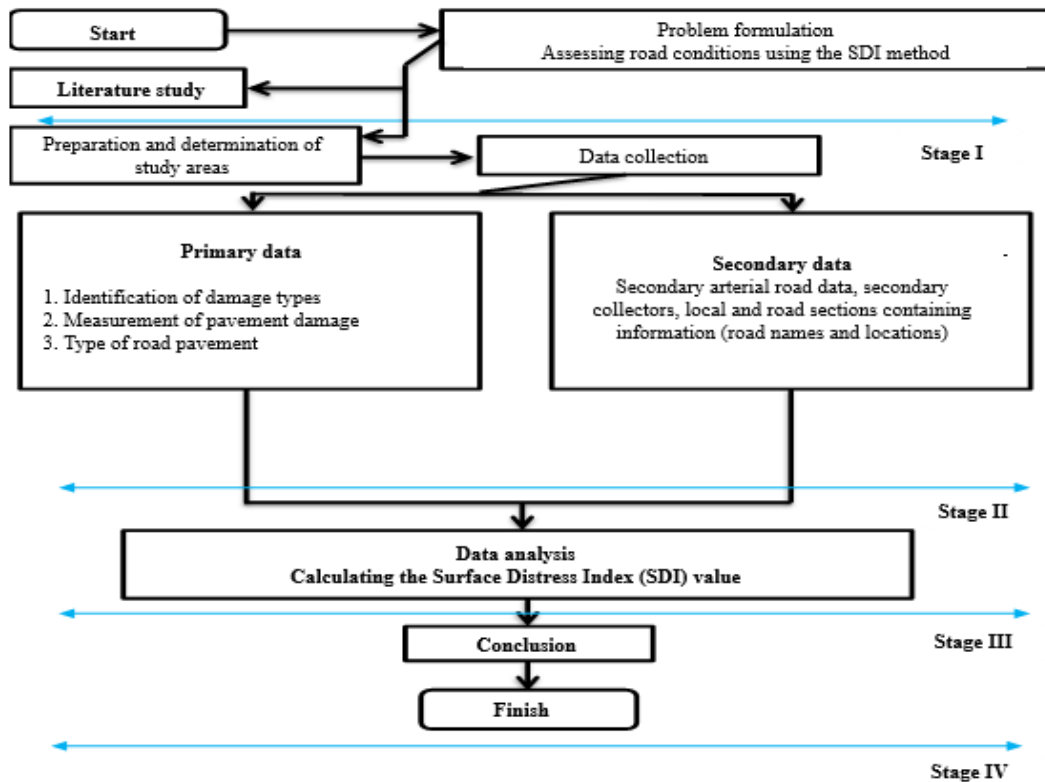 Start
Problem formulation
Assessing road conditions using the SDI method
Literature study
Preparation and determination of
study areas
Data collection
Stage I
Primary data
1. Identification of damage types
2. Measurement of pavement damage
3. Type of road pavement
Secondary data
Secondary arterial road data, secondary
collectors, local and road sections containing
information (road names and locations)
Stage II
Data analysis
Calculating the Surface Distress Index (SDI) value
Stage III
Conclusion
Finish
Stage IV